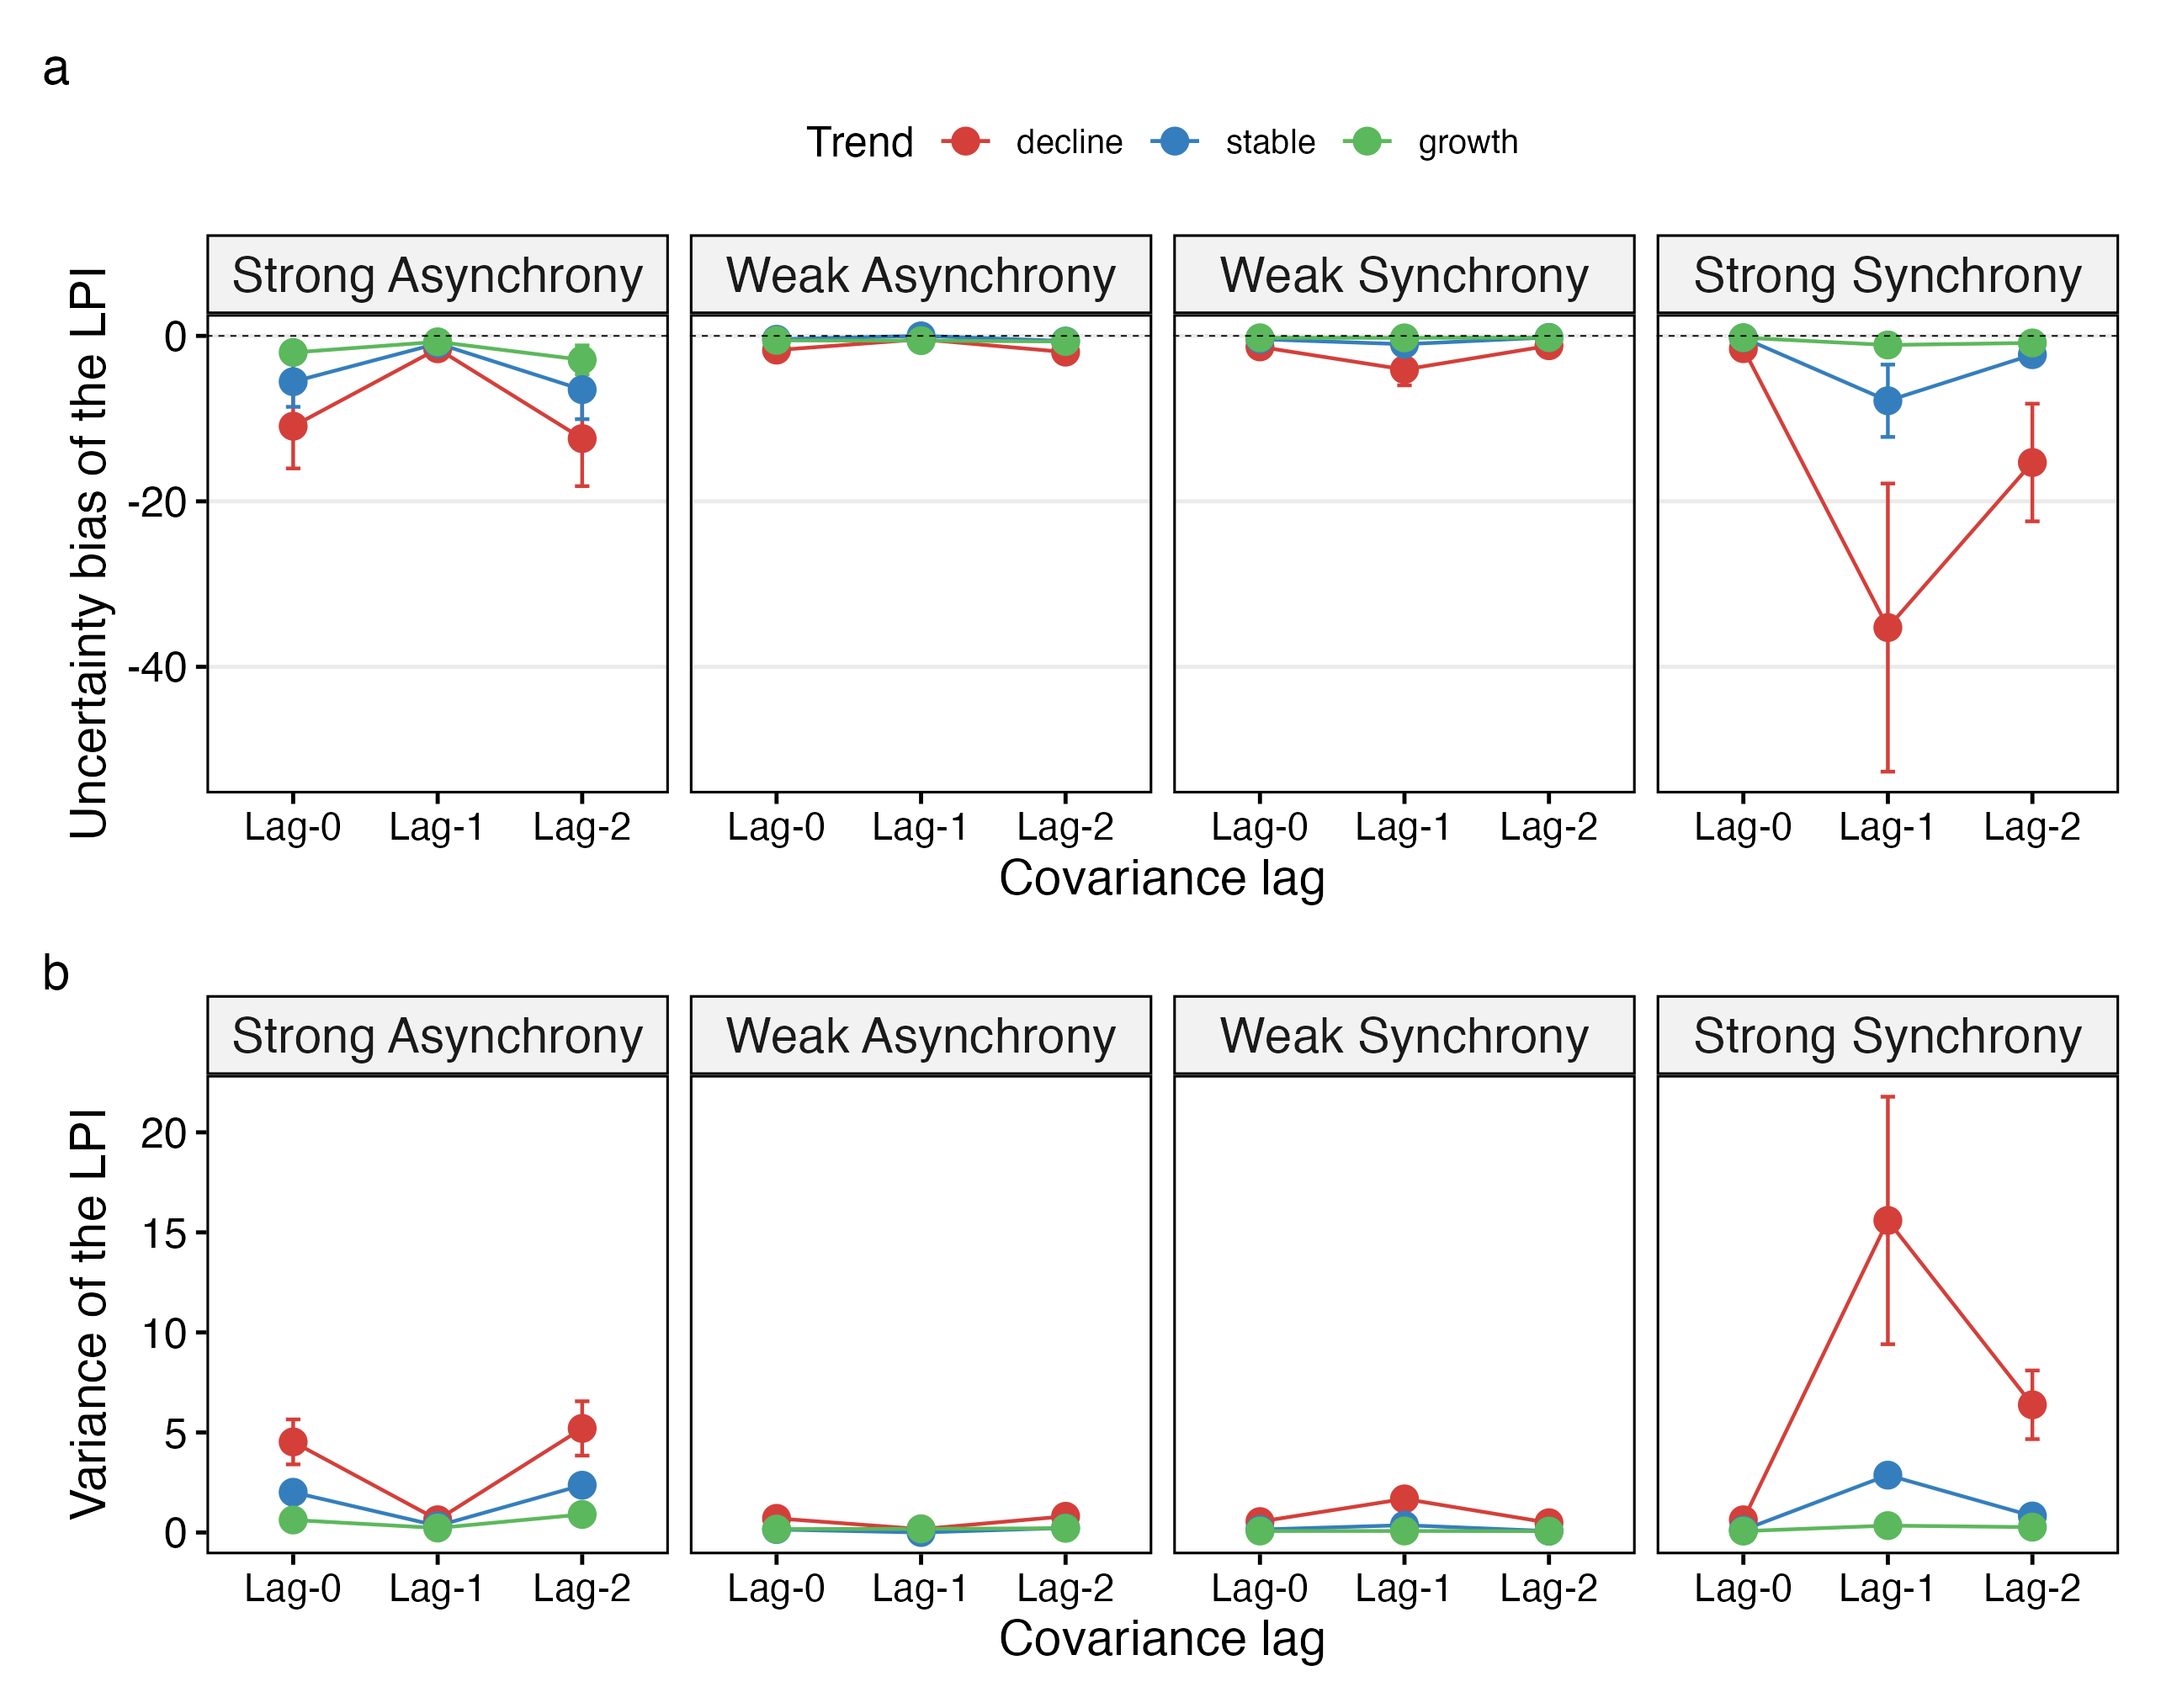 a
Trend decline stable growth
Strong Asynchrony Weak Asynchrony Weak Synchrony Strong Synchrony
Uncertainty bias of the LPI
0
-20
-40
Lag-0 Lag-1 Lag-2 Lag-0 Lag-1 Lag-2 Lag-0 Lag-1 Lag-2 Lag-0 Lag-1 Lag-2
Covariance lag
b
Strong Asynchrony Weak Asynchrony Weak Synchrony Strong Synchrony
Variance of the LPI
20
15
10
5
0
Lag-0 Lag-1 Lag-2 Lag-0 Lag-1 Lag-2 Lag-0 Lag-1 Lag-2 Lag-0 Lag-1 Lag-2
Covariance lag